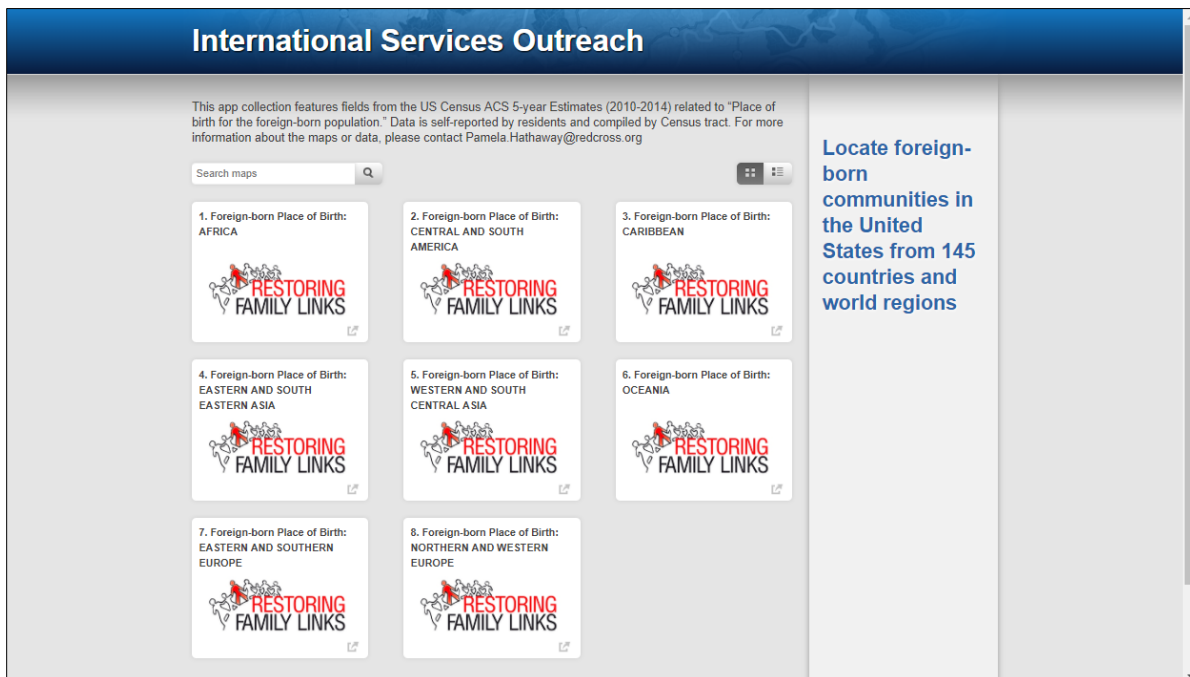 International Services Outreach
This app collection features fields from the US Census ACS 5-year Estimates (2010-2014) related to “Place of
birth for the foreign-born population.” Data is self-reported by residents and compiled by Census tract. For more
information about the maps or data, please contact Pamela.Hathaway@redcross.org
Search maps
1. Foreign-born Place of Birth:
AFRICA
RESTORING
FAMILY LINKS
2. Foreign-born Place of Birth:
CENTRAL AND SOUTH
AMERICA
RESTORING
FAMILY LINKS
3. Foreign-born Place of Birth:
CARIBBEAN
RESTORING
FAMILY LINKS
4. Foreign-born Place of Birth:
EASTERN AND SOUTH
EASTERN ASIA
RESTORING
FAMILY LINKS
5. Foreign-born Place of Birth:
WESTERN AND SOUTH
CENTRAL ASIA
RESTORING
FAMILY LINKS
6. Foreign-born Place of Birth:
OCEANIA
RESTORING
FAMILY LINKS
7. Foreign-born Place of Birth:
EASTERN AND SOUTHERN
EUROPE
RESTORING
FAMILY LINKS
8. Foreign-born Place of Birth:
NORTHERN AND WESTERN
EUROPE
RESTORING
FAMILY LINKS
Locate foreign-
born
communities in
the United
States from 145
countries and
world regions